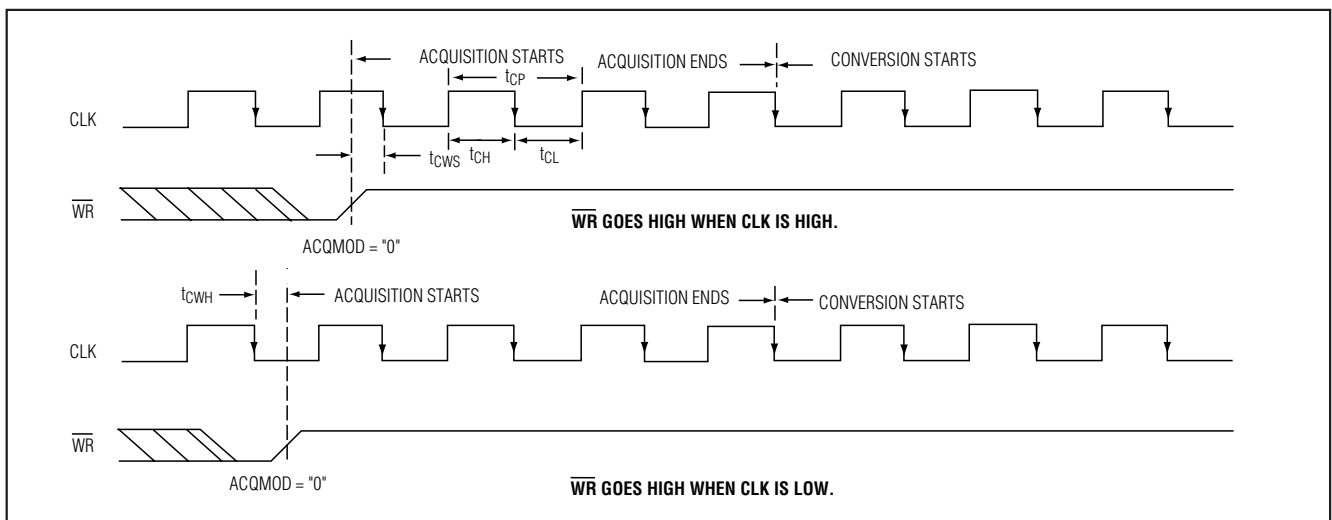 ACQUISITION STARTS
ACQUISITION ENDS
CONVERSION STARTS
tCP
CLK
tCWS
tCH
tCL
WR
WR GOES HIGH WHEN CLK IS HIGH.
ACQMOD = "0"
tCWH
ACQUISITION STARTS
ACQUISITION ENDS
CONVERSION STARTS
CLK
WR
ACQMOD = "0"
WR GOES HIGH WHEN CLK IS LOW.